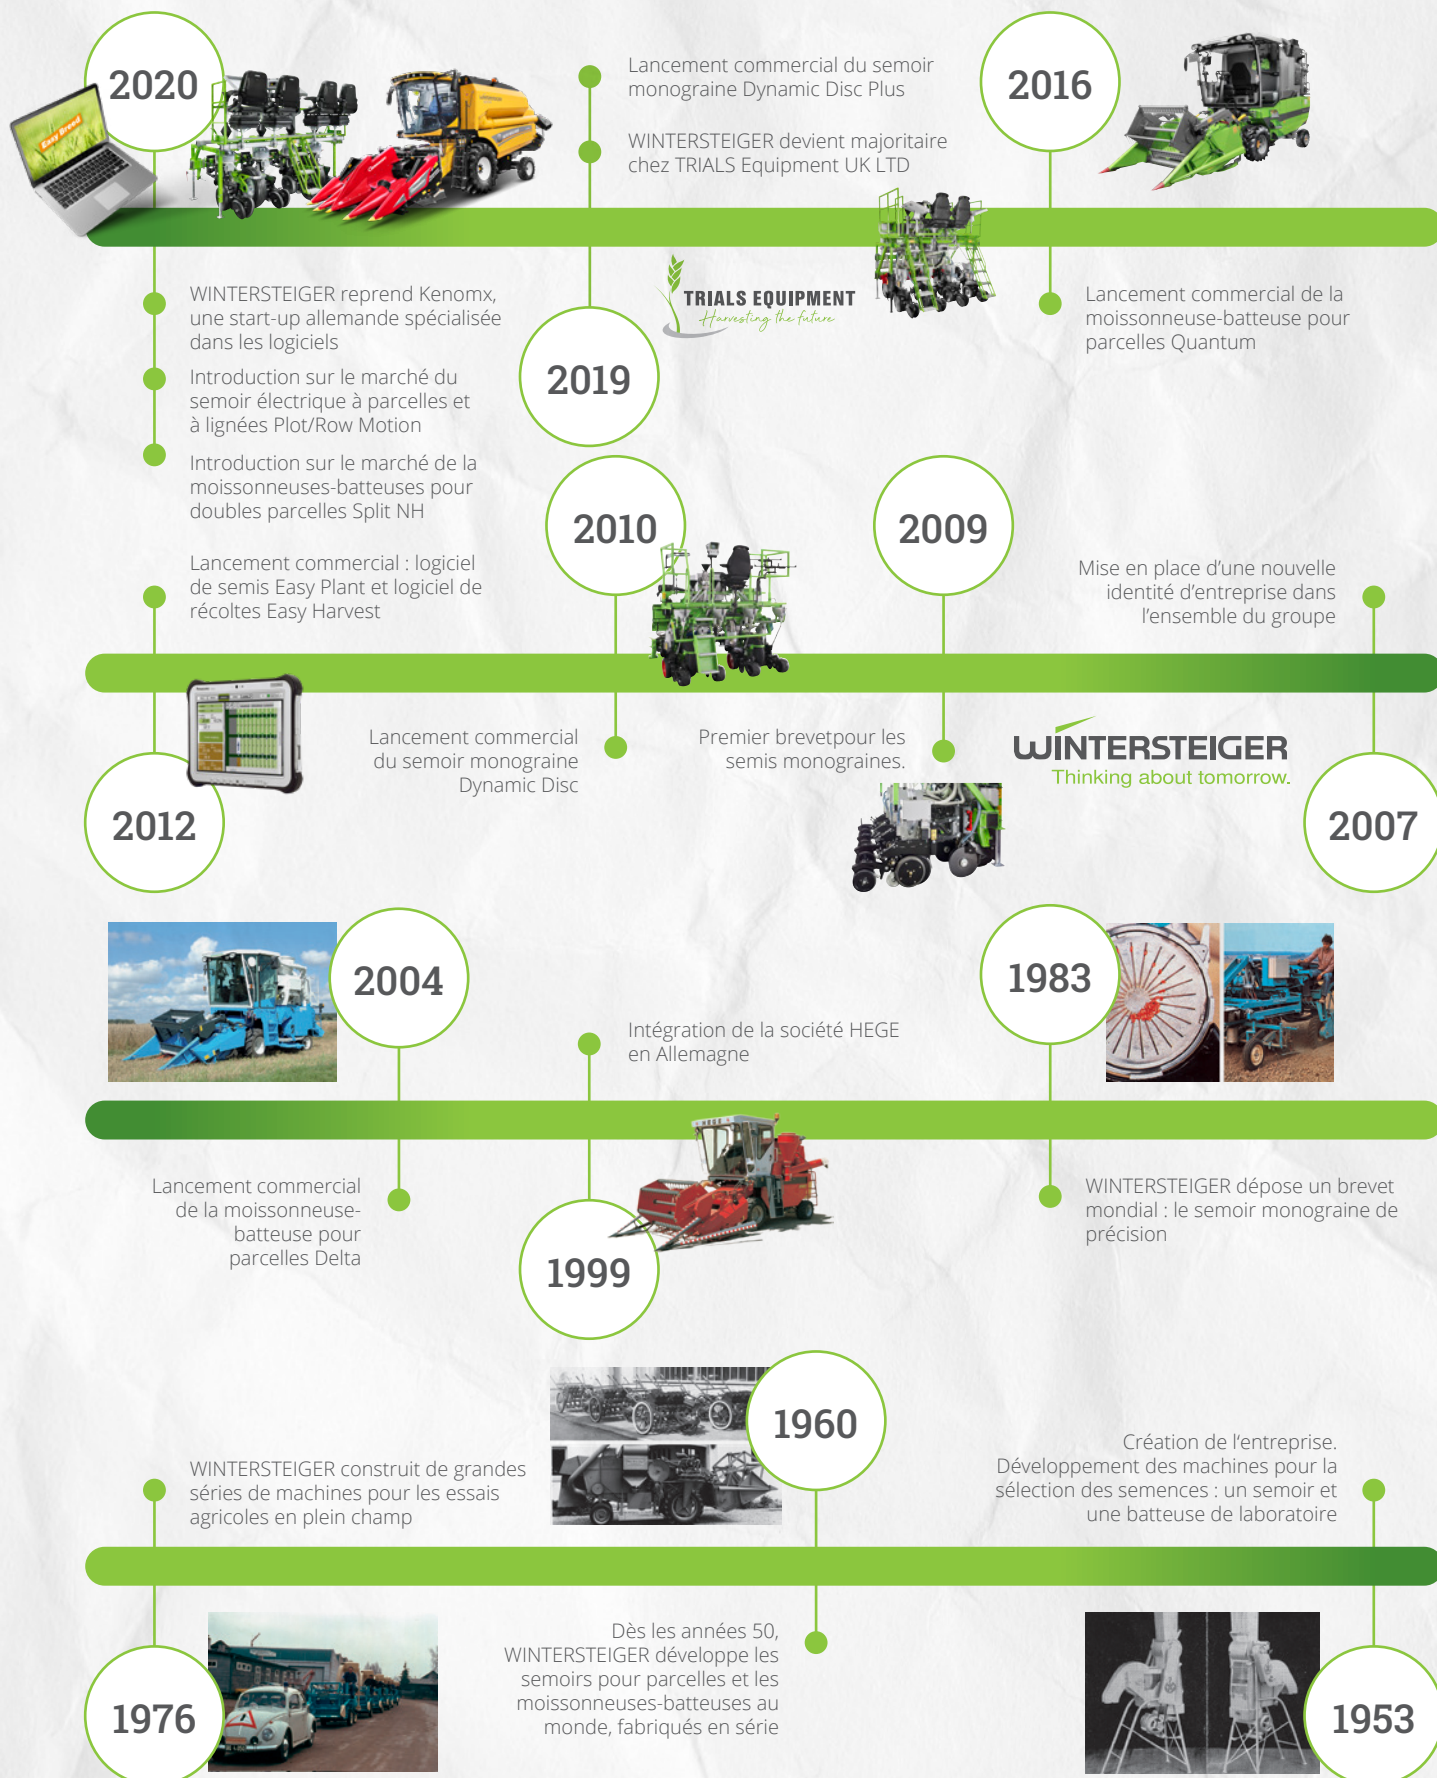 2020
Easy Breed
WINTERSTEIGER reprend Kenomx,
une start-up allemande spécialisée
dans les logiciels
Introduction sur le marché du
semoir électrique à parcelles et
à lignées Plot/Row Motion
Introduction sur le marché de la
moissonneuses-batteuses pour
doubles parcelles Split NH
Lancement commercial du semoir
monograine Dynamic Disc Plus
WINTERSTEIGER devient majoritaire
chez TRIALS Equipment UK LTD
TRIALS EQUIPMENT
Harvesting the future
2019
2016
Lancement commercial de la
moissonneuse-batteuse pour
parcelles Quantum
Lancement commercial : logiciel
de semis Easy Plant et logiciel de
récoltes Easy Harvest
2012
2010
Lancement commercial
du semoir monograine
Dynamic Disc
2009
Premier brevetpour les
semis monograines.
Mise en place d’une nouvelle
identité d’entreprise dans
l’ensemble du groupe
WINTERSTEIGER
Thinking about tomorrow.
2007
2004
Lancement commercial
de la moissonneuse-
batteuse pour
parcelles Delta
Intégration de la société HEGE
en Allemagne
HEGE
1999
1983
WINTERSTEIGER dépose un brevet
mondial : le semoir monograine de
précision
WINTERSTEIGER construit de grandes
séries de machines pour les essais
agricoles en plein champ
1976
1960
Dès les années 50,
WINTERSTEIGER développe les
semoirs pour parcelles et les
moissonneuses-batteuses au
monde, fabriqués en série
Création de l‘entreprise.
Développement des machines pour la
sélection des semences : un semoir et
une batteuse de laboratoire
1953